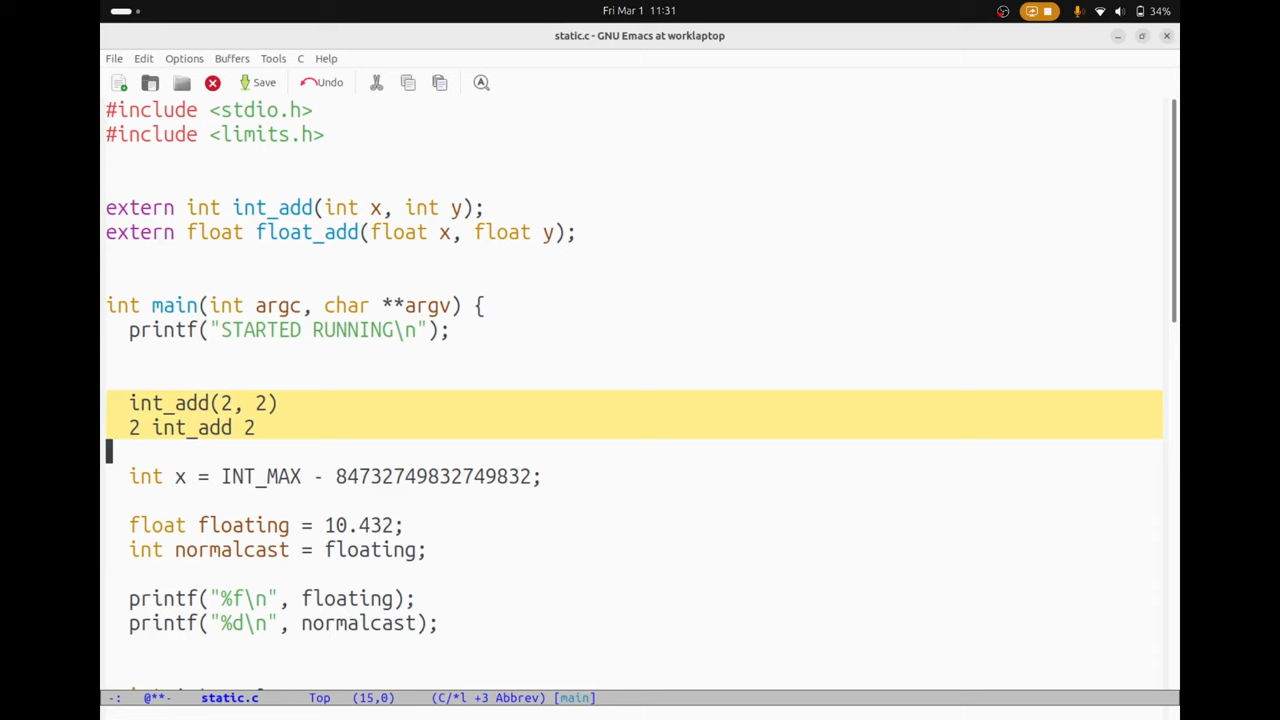 Fri Mar 1 11:31
34%
static.c - GNU Emacs at worklaptop
File Edit Options Buffers Tools C Help
Save Undo
#include <stdio.h>
#include <limits.h>
extern int int_add(int x, int y);
extern float float_add(float x, float y);
int main(int argc, char **argv) {
printf("STARTED RUNNING\n");
int_add(2, 2)
2 int_add 2
int x = INT_MAX - 84732749832749832;
float floating = 10.432;
int normalcast = floating;
printf("%f\n", floating);
printf("%d\n", normalcast);
-: @**- static.c Top (15,0) (C/*l +3 Abbrev) [main]